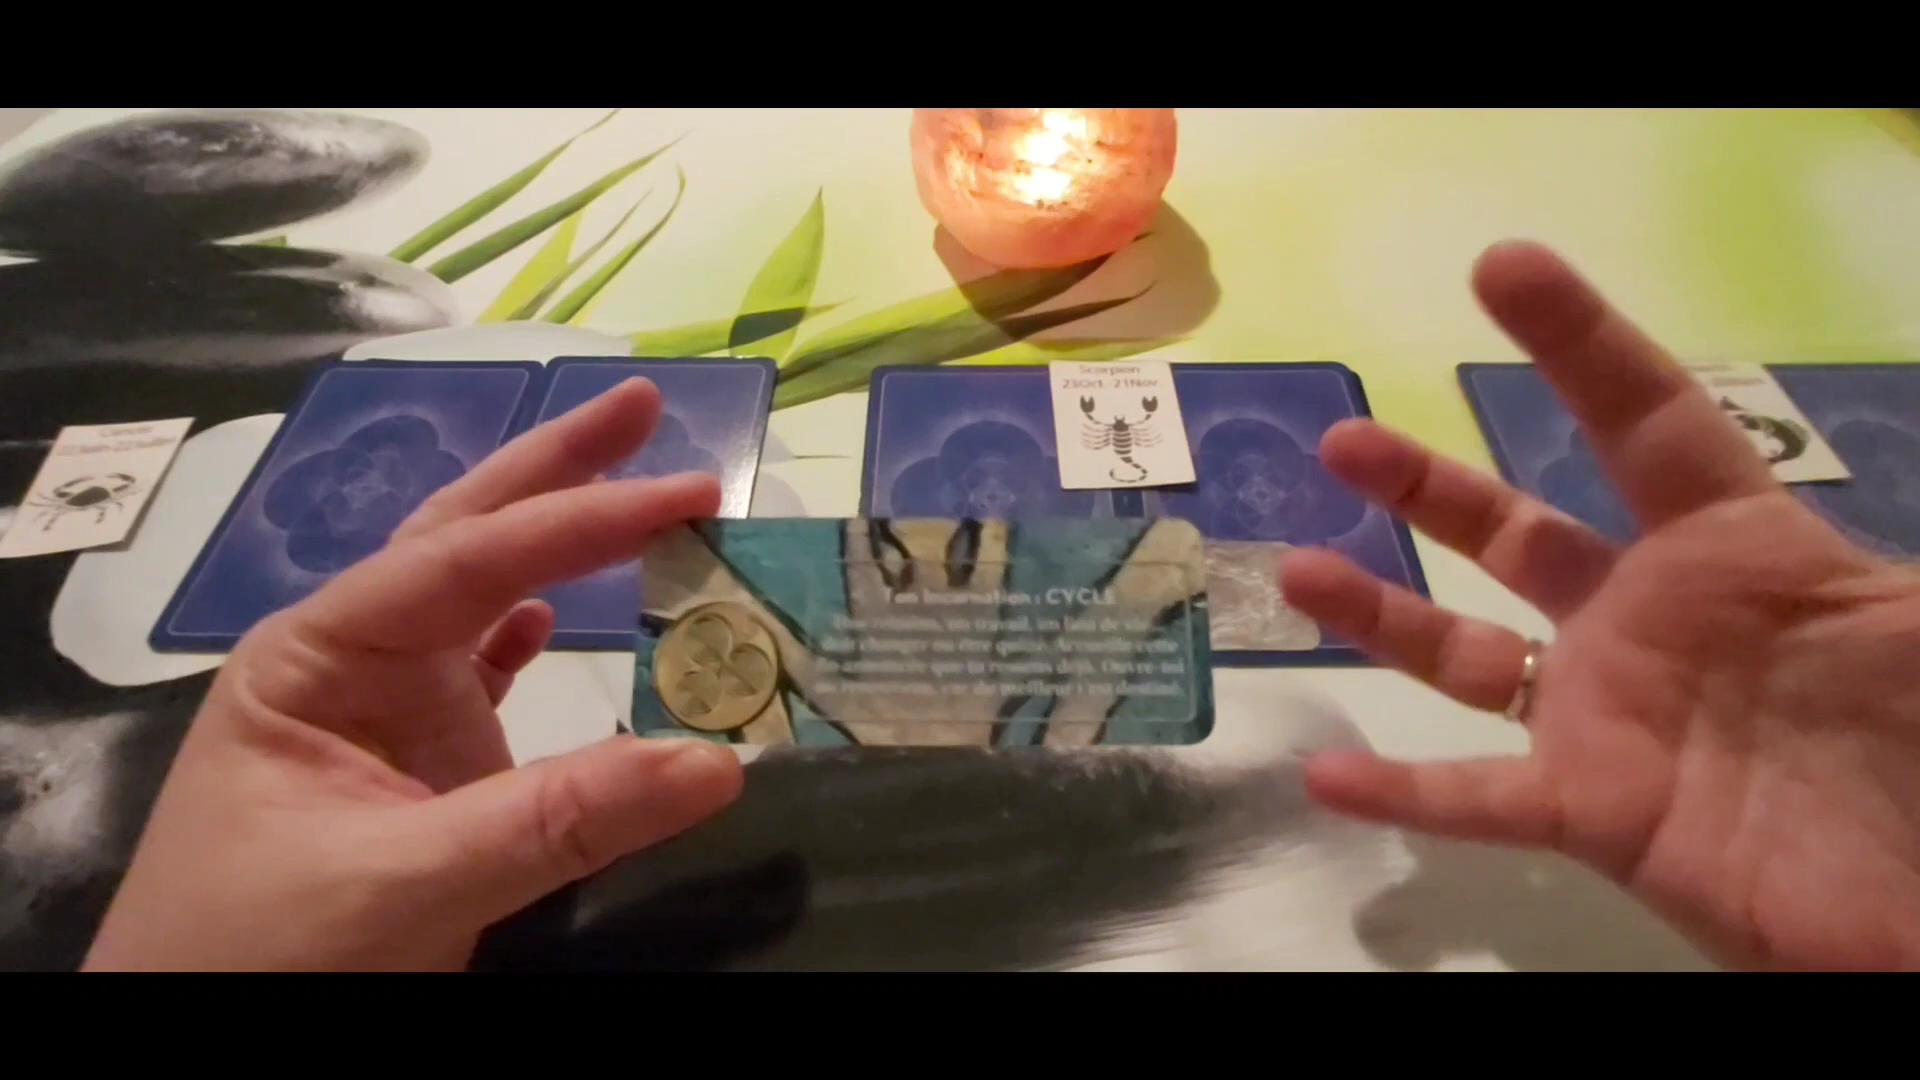 Cancer
Scorpion
23Oct. 21Nov
Ton Incarnation : CYCLE
Une relation, un travail, un lieu de vie
doit changer ou être quitté. Accueille cette
fin annoncée que tu ressens déjà. Ouvre-toi
au renouveau, car du meilleur t'est destiné.